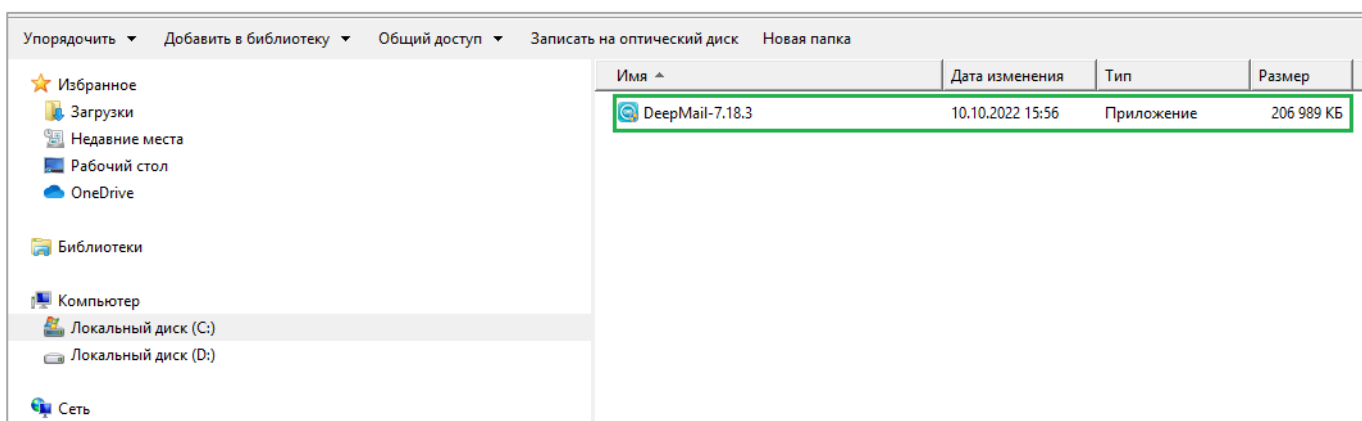 Упорядочить Добавить в библиотеку Общий доступ Записать на оптический диск Новая папка
Избранное
Загрузки
Недавние места
Рабочий стол
OneDrive
Библиотеки
Компьютер
Локальный диск (C:)
Локальный диск (D:)
Сеть
Имя Дата изменения Тип Размер
DeepMail-7.18.3 10.10.2022 15:56 Приложение 206 989 КБ